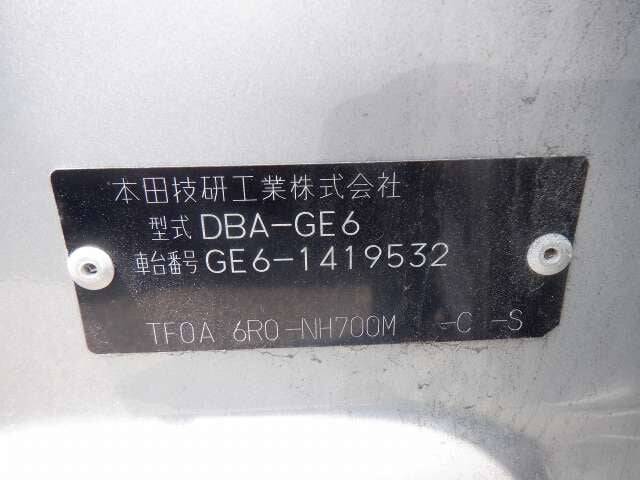 本田技研工業株式会社
型式 DBA-GE6
車台番号 GE6-1419532
TF0A 6R0-NH700M -C -S